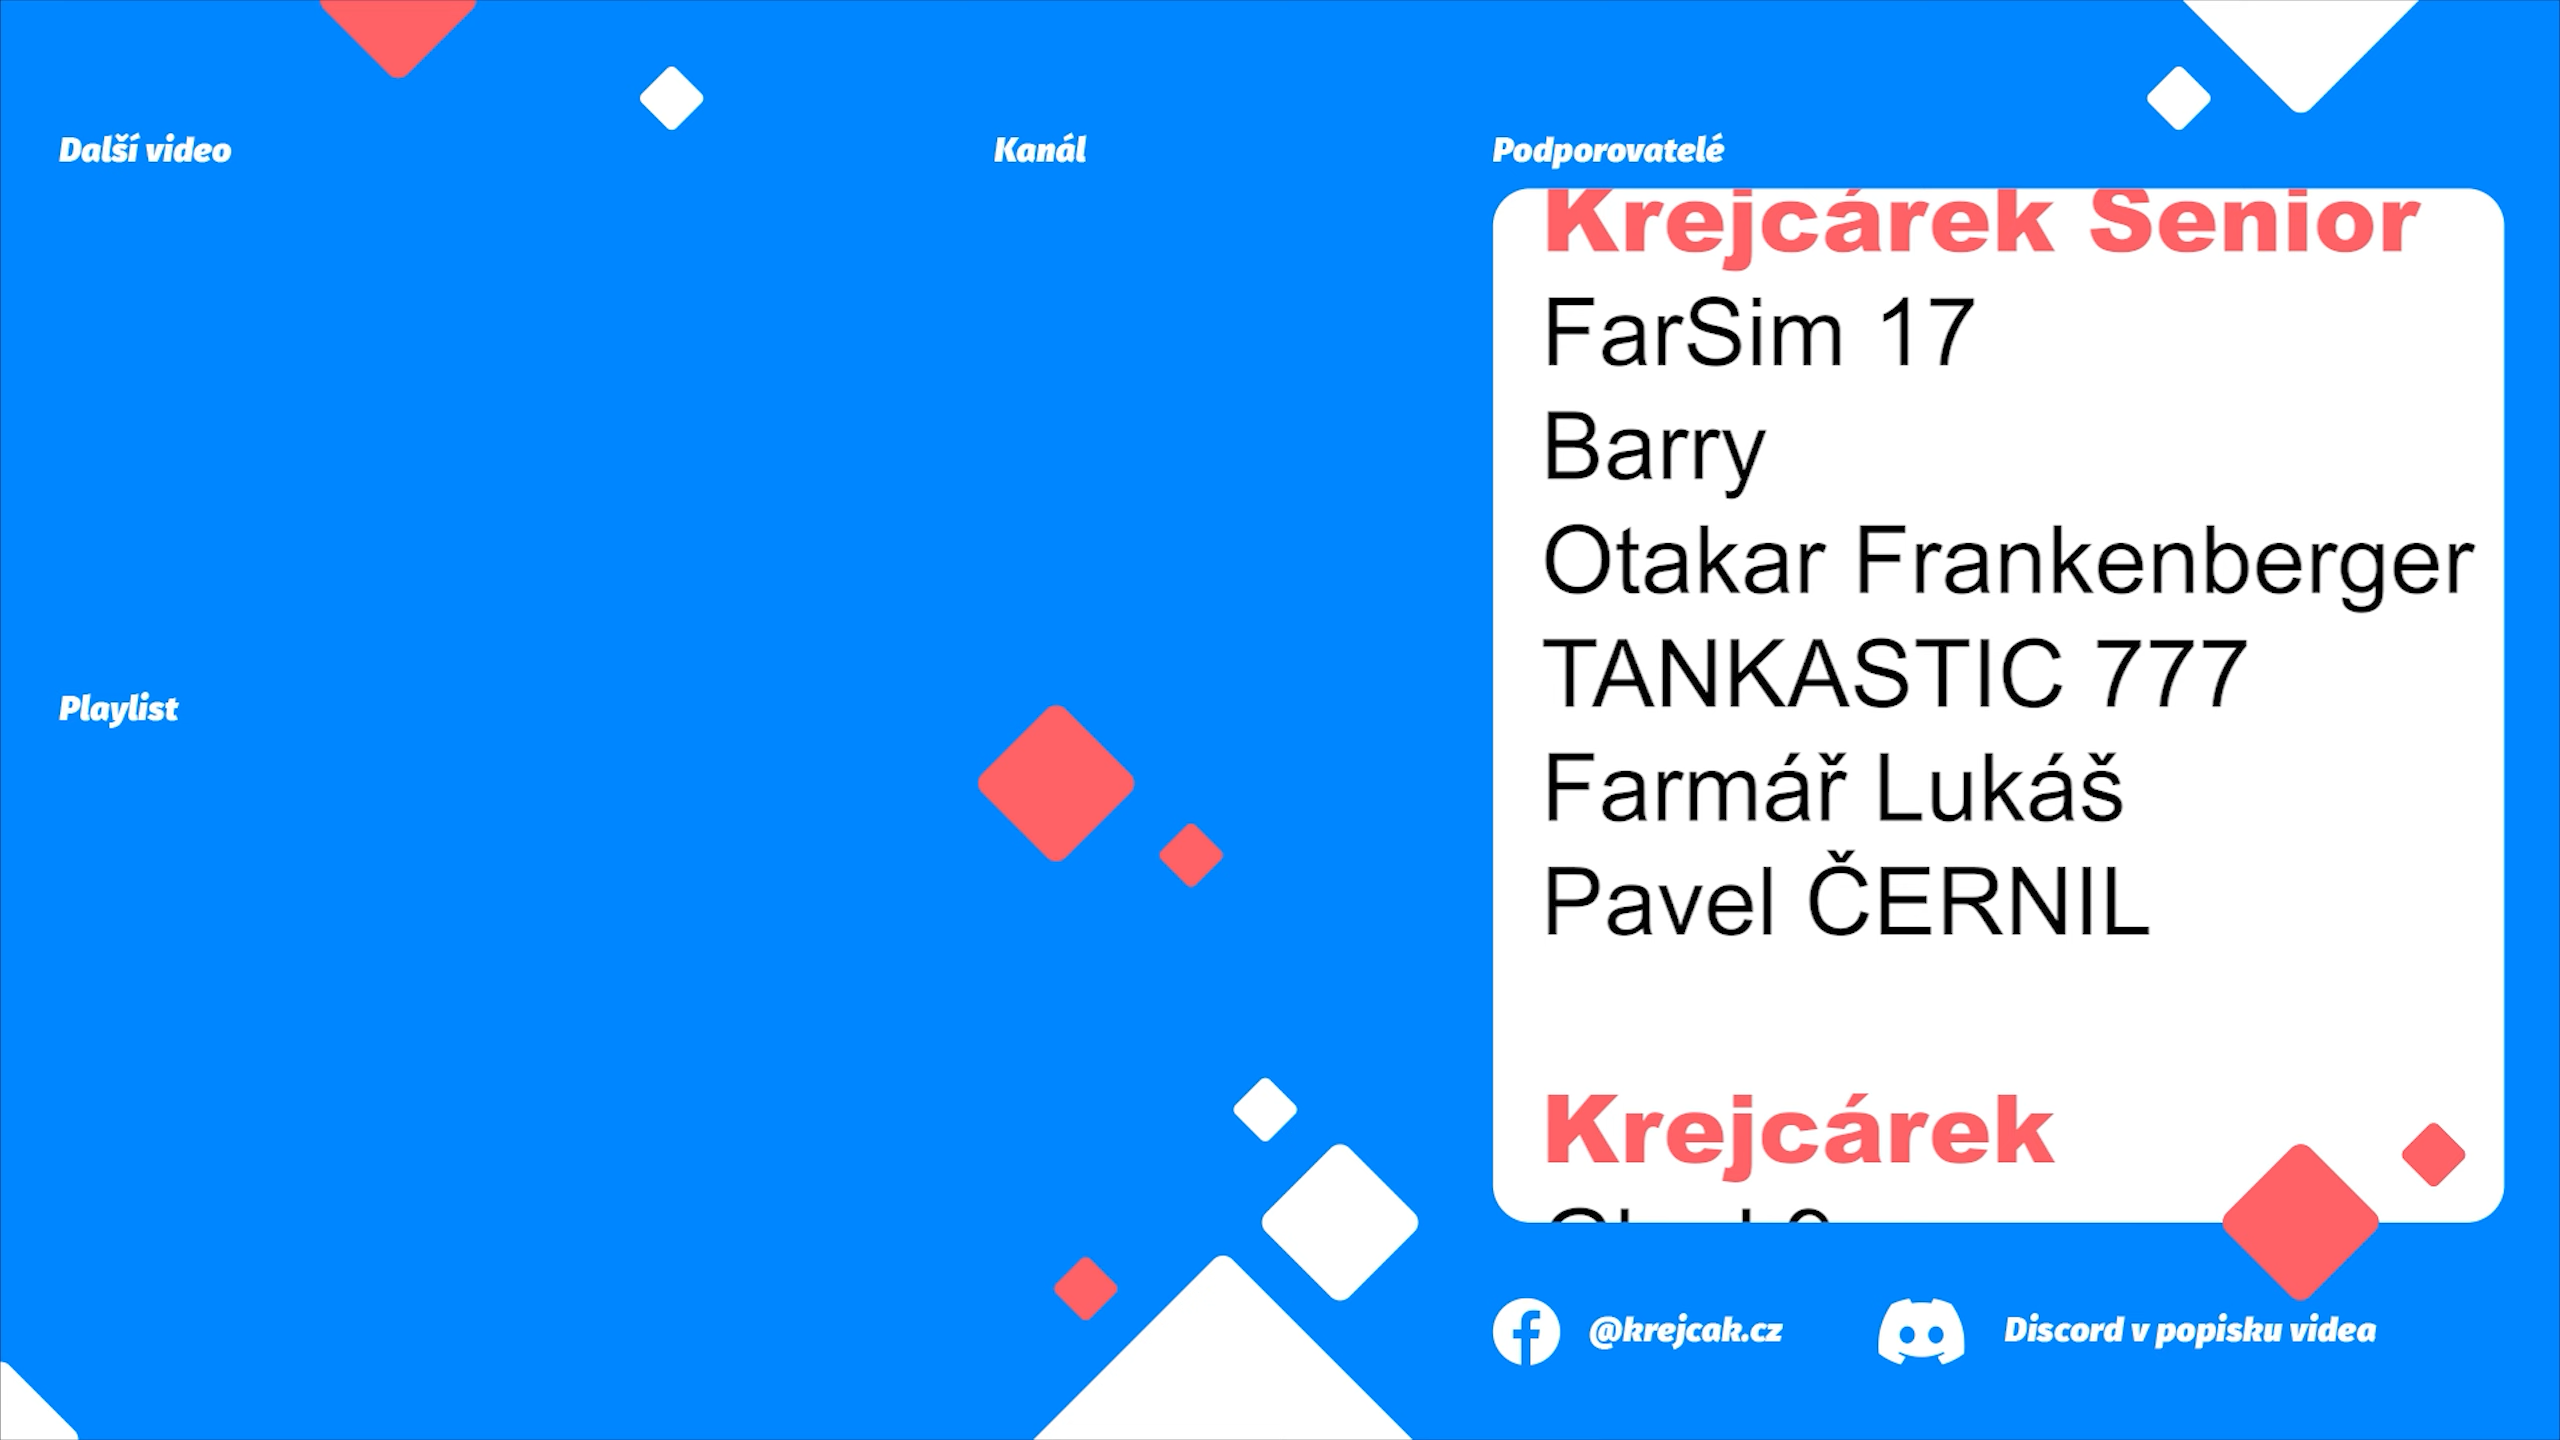 Další video
Kanál
Podporovatelé
Krejcárek Senior
FarSim 17
Barry
Otakar Frankenberger
TANKASTIC 777
Farmář Lukáš
Pavel ČERNIL
Krejcárek
Playlist
@krejcak.cz
Discord v popisku videa